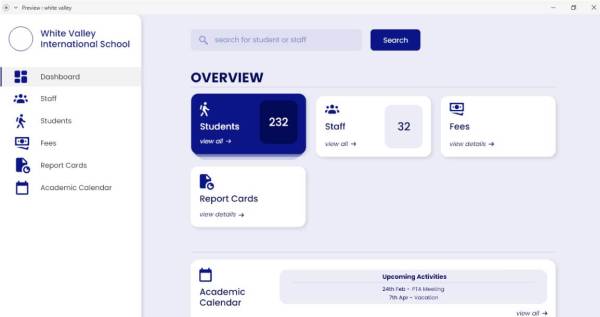 Preview : white valley
White Valley
International School
search for student or staff
Search
Dashboard
Staff
Students
Fees
Report Cards
Academic Calendar
OVERVIEW
Students
232
view all →
Staff
32
view all →
Fees
view details →
Report Cards
view details →
Academic
Calendar
Upcoming Activities
24th Feb - PTA Meeting
7th Apr - Vacation
view all →